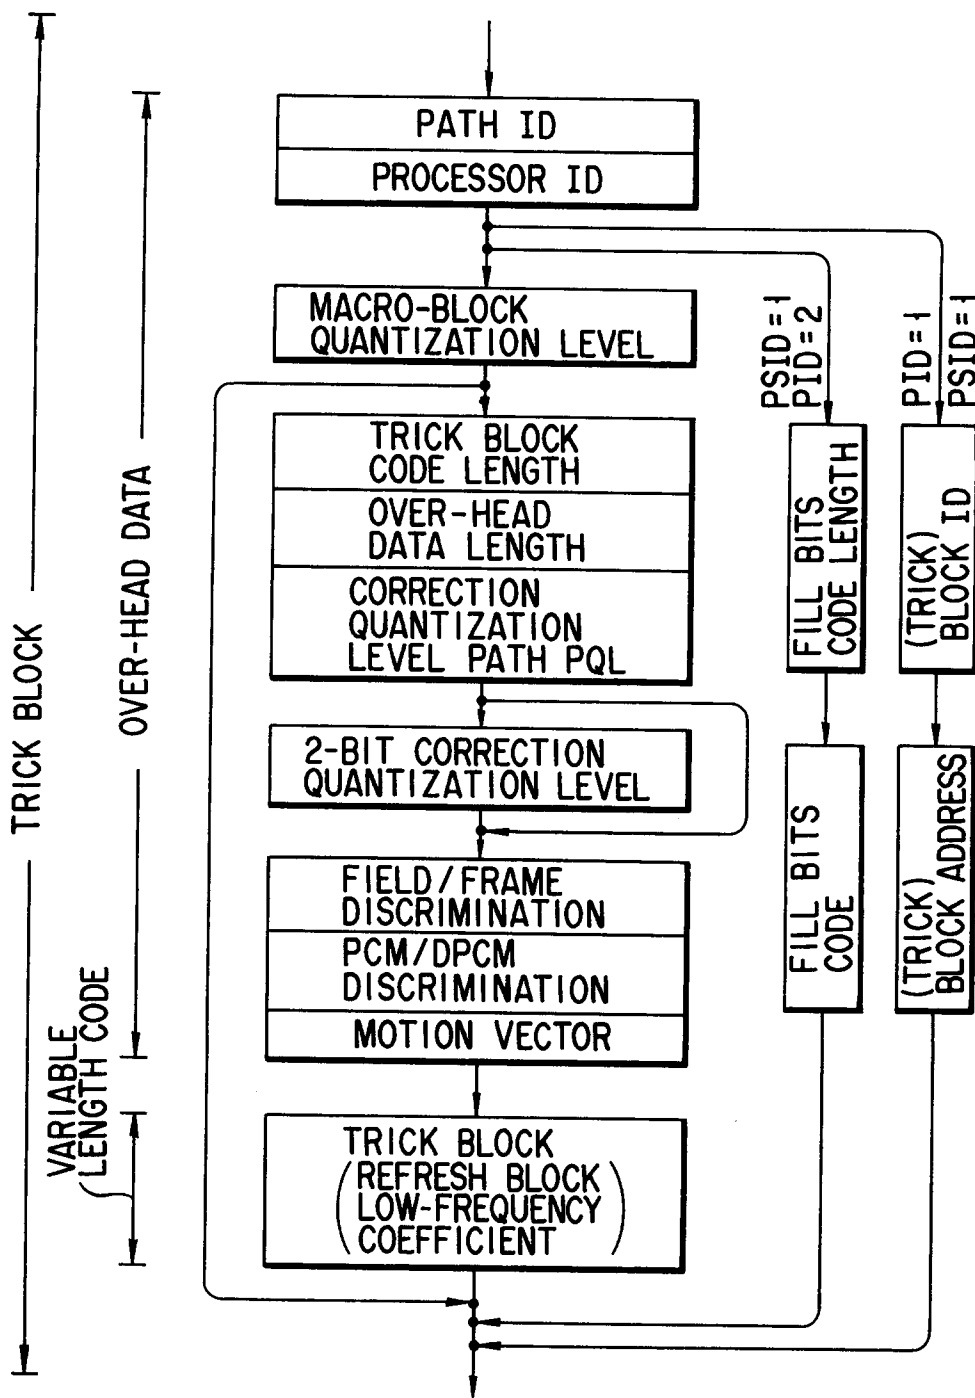 TRICK BLOCK
OVER-HEAD DATA
VARIABLE
LENGTH CODE
PATH ID
PROCESSOR ID
MACRO-BLOCK
QUANTIZATION LEVEL
TRICK BLOCK
CODE LENGTH
OVER-HEAD
DATA LENGTH
CORRECTION
QUANTIZATION
LEVEL PATH PQL
2-BIT CORRECTION
QUANTIZATION LEVEL
FIELD/FRAME
DISCRIMINATION
PCM/DPCM
DISCRIMINATION
MOTION VECTOR
TRICK BLOCK
(REFRESH BLOCK
LOW-FREQUENCY
COEFFICIENT)
PSID=1
PID=2
FILL BITS
CODE LENGTH
FILL BITS
CODE
PID=1
PSID=1
(TRICK)
BLOCK ID
(TRICK)
BLOCK ADDRESS